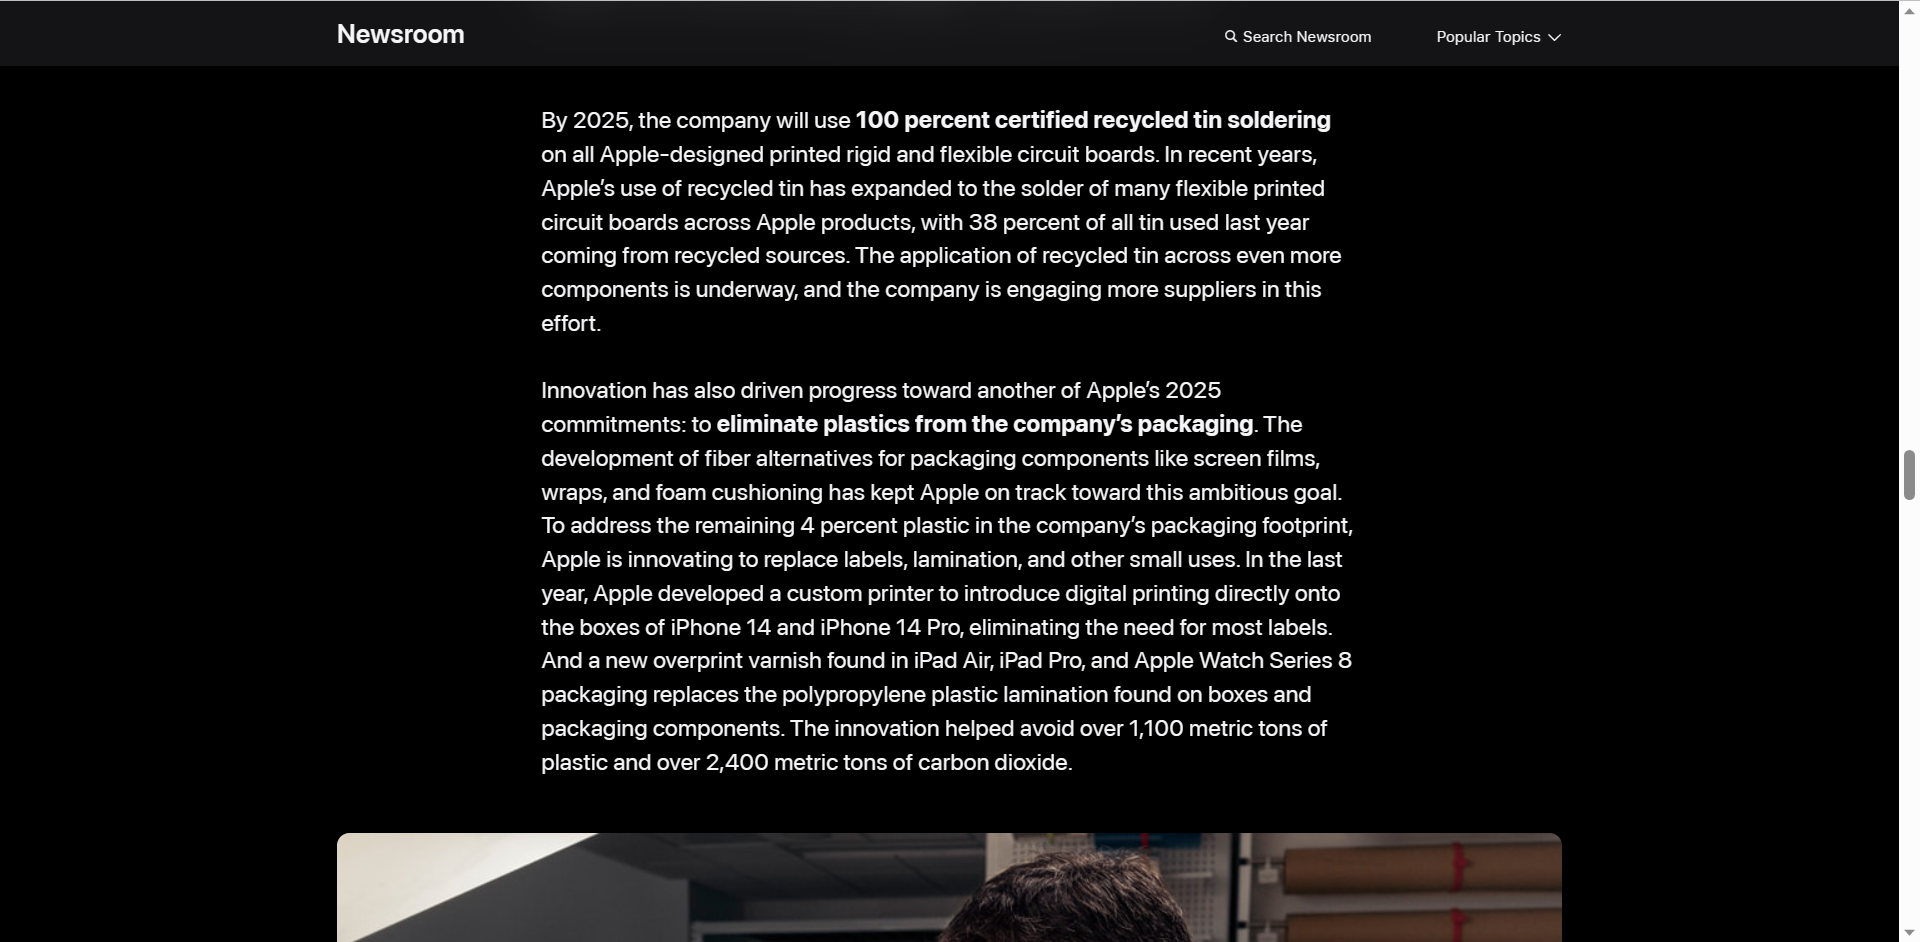 Newsroom
Search Newsroom
Popular Topics
By 2025, the company will use 100 percent certified recycled tin soldering
on all Apple-designed printed rigid and flexible circuit boards. In recent years,
Apple’s use of recycled tin has expanded to the solder of many flexible printed
circuit boards across Apple products, with 38 percent of all tin used last year
coming from recycled sources. The application of recycled tin across even more
components is underway, and the company is engaging more suppliers in this
effort.
Innovation has also driven progress toward another of Apple’s 2025
commitments: to eliminate plastics from the company’s packaging. The
development of fiber alternatives for packaging components like screen films,
wraps, and foam cushioning has kept Apple on track toward this ambitious goal.
To address the remaining 4 percent plastic in the company’s packaging footprint,
Apple is innovating to replace labels, lamination, and other small uses. In the last
year, Apple developed a custom printer to introduce digital printing directly onto
the boxes of iPhone 14 and iPhone 14 Pro, eliminating the need for most labels.
And a new overprint varnish found in iPad Air, iPad Pro, and Apple Watch Series 8
packaging replaces the polypropylene plastic lamination found on boxes and
packaging components. The innovation helped avoid over 1,100 metric tons of
plastic and over 2,400 metric tons of carbon dioxide.